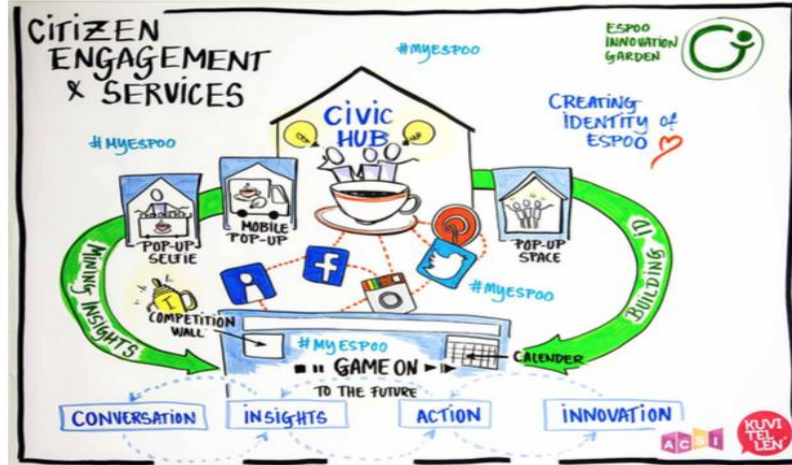 CITIZEN
ENGAGEMENT
& SERVICES
#MYESPOO
ESPOO
INNOVATION
GARDEN
CREATING
IDENTITY of
ESPOO
#MYESPOO
CIVIC
HUB
POP-UP
SELFIE
MOBILE
POP-UP
POP-UP
SPACE
MINING INSIGHTS
BUILDING iD
#MYESPOO
COMPETITION
WALL
#MYESPOO
GAME ON
TO THE FUTURE
CALENDER
CONVERSATION
INSIGHTS
ACTION
INNOVATION
ACSI
KUVI
TEL
LEN